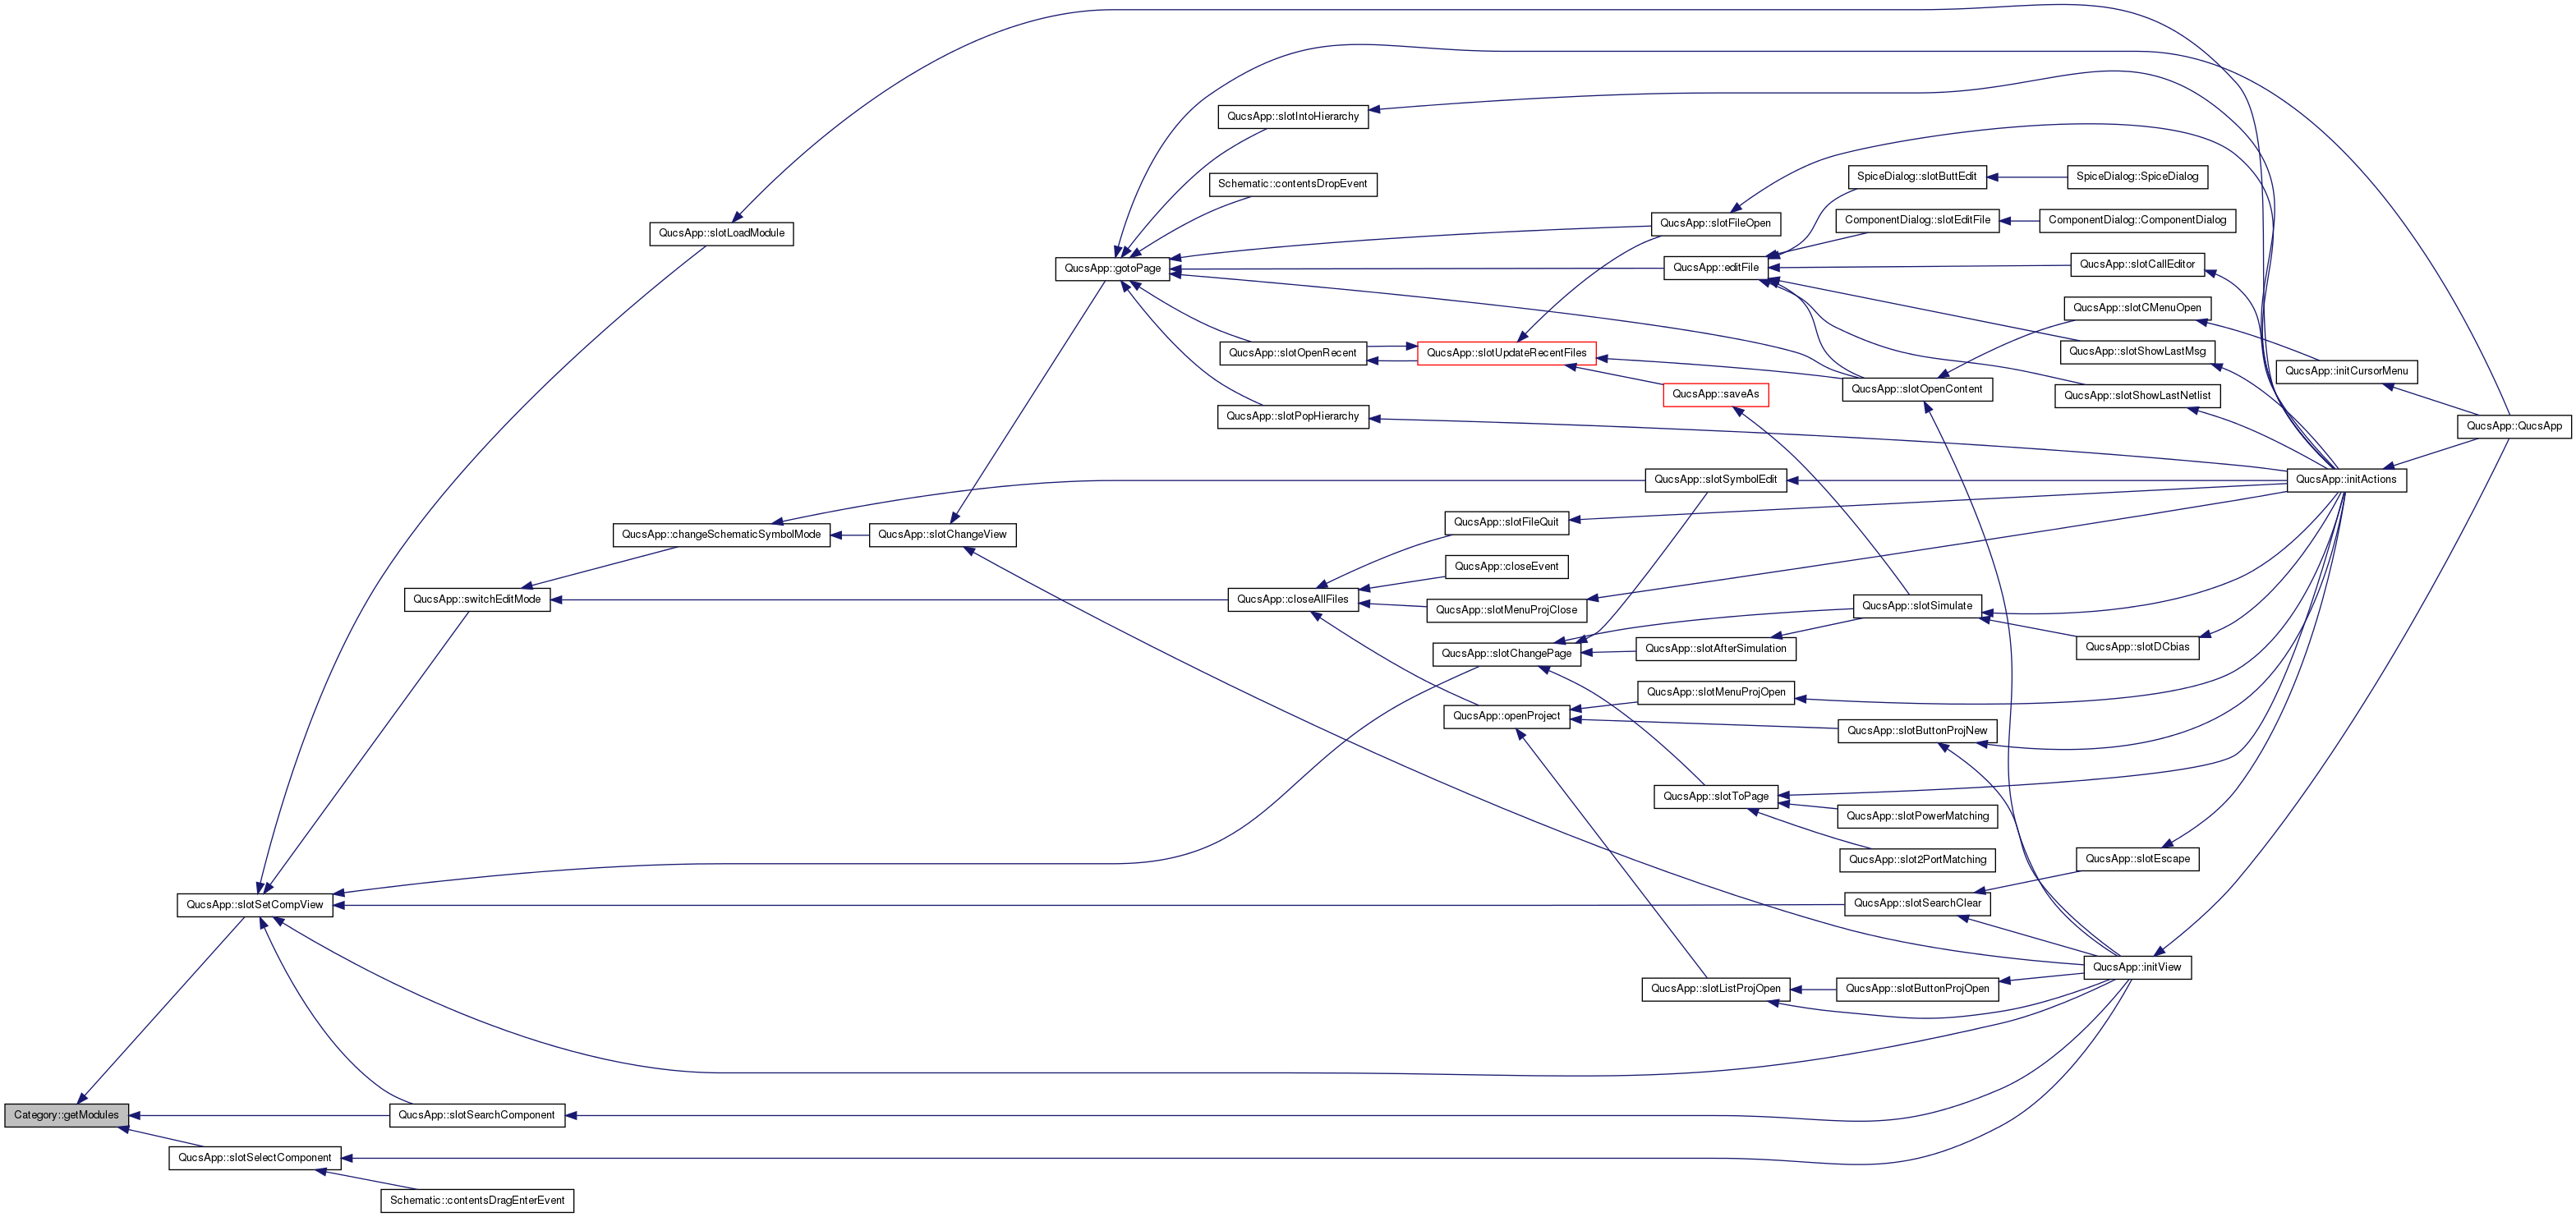 QucsApp::slotIntoHierarchy
SpiceDialog::slotButtEdit
SpiceDialog::SpiceDialog
Schematic::contentsDropEvent
ComponentDialog::slotEditFile
ComponentDialog::ComponentDialog
QucsApp::slotFileOpen
QucsApp::slotLoadModule
QucsApp::slotCallEditor
QucsApp::gotoPage
QucsApp::editFile
QucsApp::slotCMenuOpen
QucsApp::slotOpenRecent
QucsApp::slotUpdateRecentFiles
QucsApp::slotShowLastMsg
QucsApp::initCursorMenu
QucsApp::slotOpenContent
QucsApp::saveAs
QucsApp::slotShowLastNetlist
QucsApp::slotPopHierarchy
QucsApp::QucsApp
QucsApp::slotSymbolEdit
QucsApp::initActions
QucsApp::slotFileQuit
QucsApp::changeSchematicSymbolMode
QucsApp::slotChangeView
QucsApp::closeEvent
QucsApp::switchEditMode
QucsApp::closeAllFiles
QucsApp::slotSimulate
QucsApp::slotMenuProjClose
QucsApp::slotDCbias
QucsApp::slotAfterSimulation
QucsApp::slotChangePage
QucsApp::slotMenuProjOpen
QucsApp::openProject
QucsApp::slotButtonProjNew
QucsApp::slotToPage
QucsApp::slotPowerMatching
QucsApp::slot2PortMatching
QucsApp::slotEscape
QucsApp::slotSetCompView
QucsApp::slotSearchClear
QucsApp::initView
QucsApp::slotListProjOpen
QucsApp::slotButtonProjOpen
Category::getModules
QucsApp::slotSearchComponent
QucsApp::slotSelectComponent
Schematic::contentsDragEnterEvent